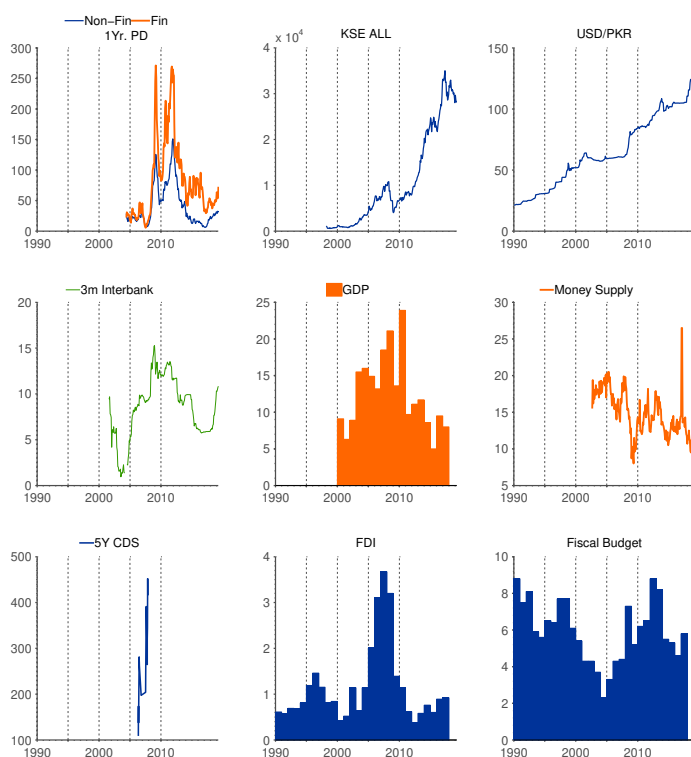 Non−Fin Fin
1Yr. PD
300
250
200
150
100
50
0
1990 2000 2010
x 10^4 KSE ALL
4
3
2
1
0
1990 2000 2010
USD/PKR
150
100
50
0
1990 2000 2010
3m Interbank
20
15
10
5
0
1990 2000 2010
GDP
25
20
15
10
5
0
1990 2000 2010
Money Supply
30
25
20
15
10
5
1990 2000 2010
5Y CDS
500
400
300
200
100
1990 2000 2010
FDI
4
3
2
1
0
1990 2000 2010
Fiscal Budget
10
8
6
4
2
0
1990 2000 2010